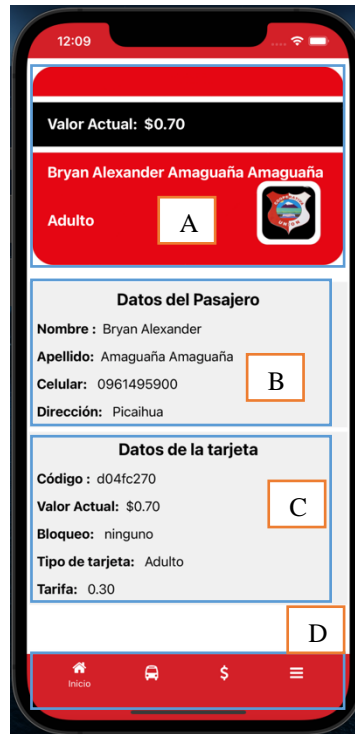 12:09
Valor Actual: $0.70
Bryan Alexander Amaguaña Amaguaña
Adulto
A
Datos del Pasajero
Nombre : Bryan Alexander
Apellido: Amaguaña Amaguaña
Celular: 0961495900
B
Dirección: Picaihua
Datos de la tarjeta
Código : d04fc270
Valor Actual: $0.70
C
Bloqueo: ninguno
Tipo de tarjeta: Adulto
Tarifa: 0.30
D
$
Inicio